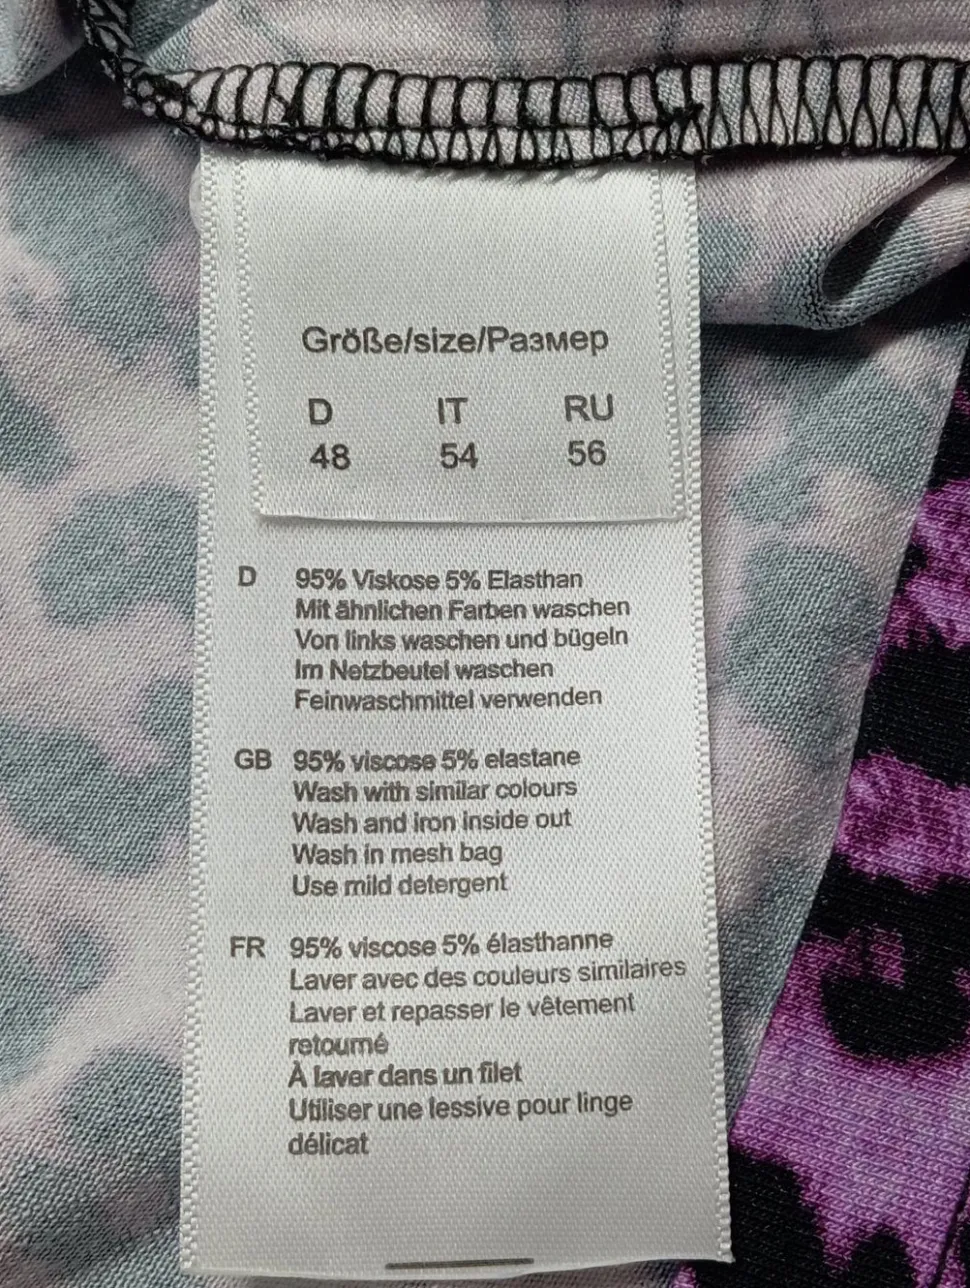 Größe/size/Размер
D IT RU
48 54 56
D 95% Viskose 5% Elasthan
Mit ähnlichen Farben waschen
Von links waschen und bügeln
Im Netzbeutel waschen
Feinwaschmittel verwenden
GB 95% viscose 5% elastane
Wash with similar colours
Wash and iron inside out
Wash in mesh bag
Use mild detergent
FR 95% viscose 5% élasthanne
Laver avec des couleurs similaires
Laver et repasser le vêtement
retourné
À laver dans un filet
Utiliser une lessive pour linge
délicat